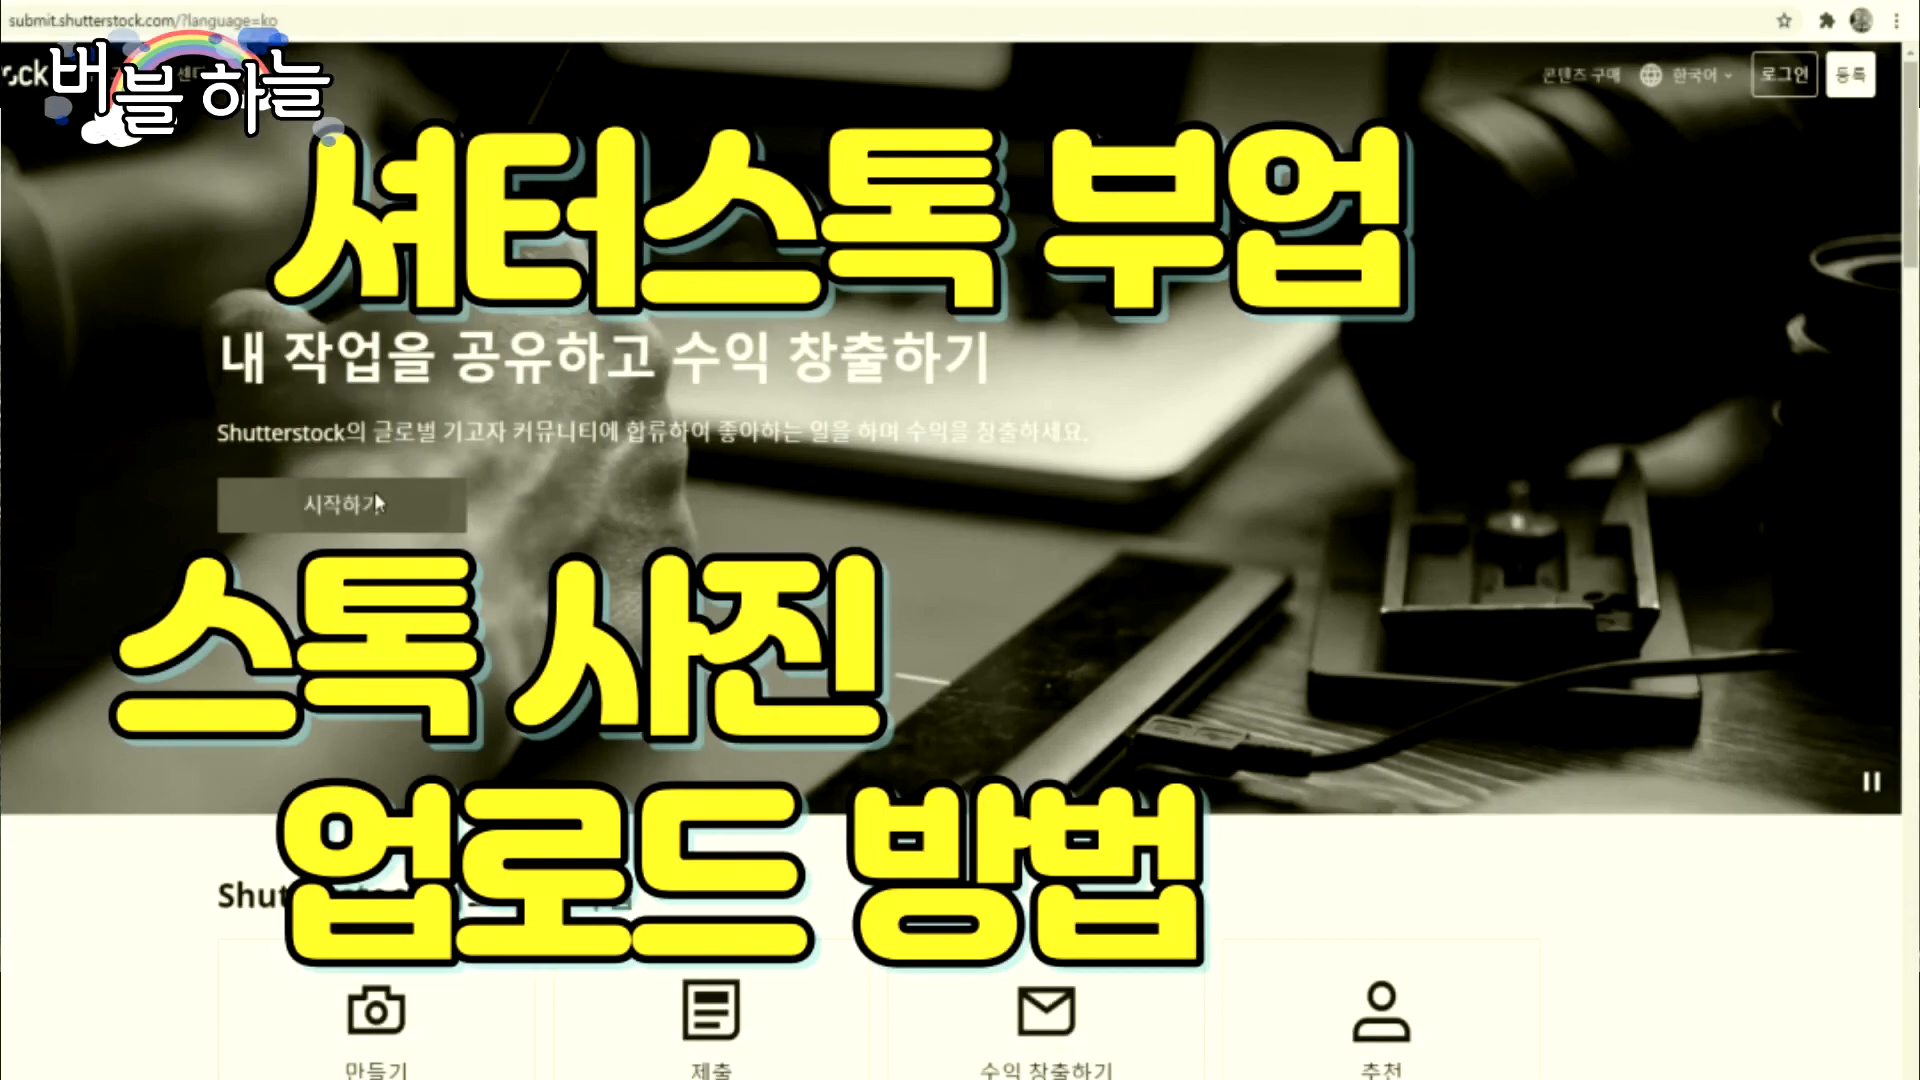 submit.shutterstock.com/?language=ko
버블 하늘
콘텐츠 구매 한국어 로그인 등록
셔터스톡 부업
내 작업을 공유하고 수익 창출하기
Shutterstock의 글로벌 기고자 커뮤니티에 합류하여 좋아하는 일을 하며 수익을 창출하세요.
시작하기
스톡 사진
업로드 방법
만들기 제출 수익 창출하기 추천